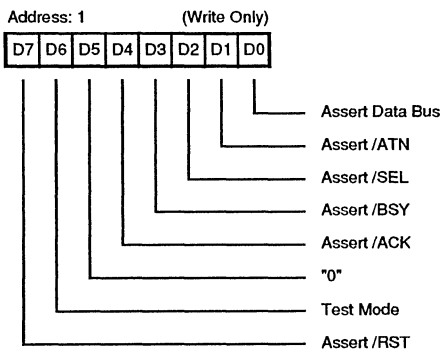 Address: 1 (Write Only)
D7 D6 D5 D4 D3 D2 D1 D0
Assert Data Bus
Assert /ATN
Assert /SEL
Assert /BSY
Assert /ACK
"0"
Test Mode
Assert /RST